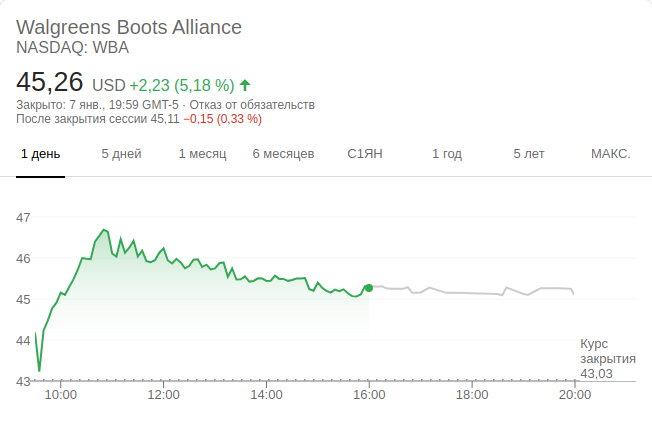 Walgreens Boots Alliance
NASDAQ: WBA
45,26 USD +2,23 (5,18 %)
Закрыто: 7 янв., 19:59 GMT-5 · Отказ от обязательств
После закрытия сессии 45,11 −0,15 (0,33 %)
1 день 5 дней 1 месяц 6 месяцев С1ЯН 1 год 5 лет МАКС.
47
46
45
44
43
Курс
закрытия
43,03
10:00 12:00 14:00 16:00 18:00 20:00